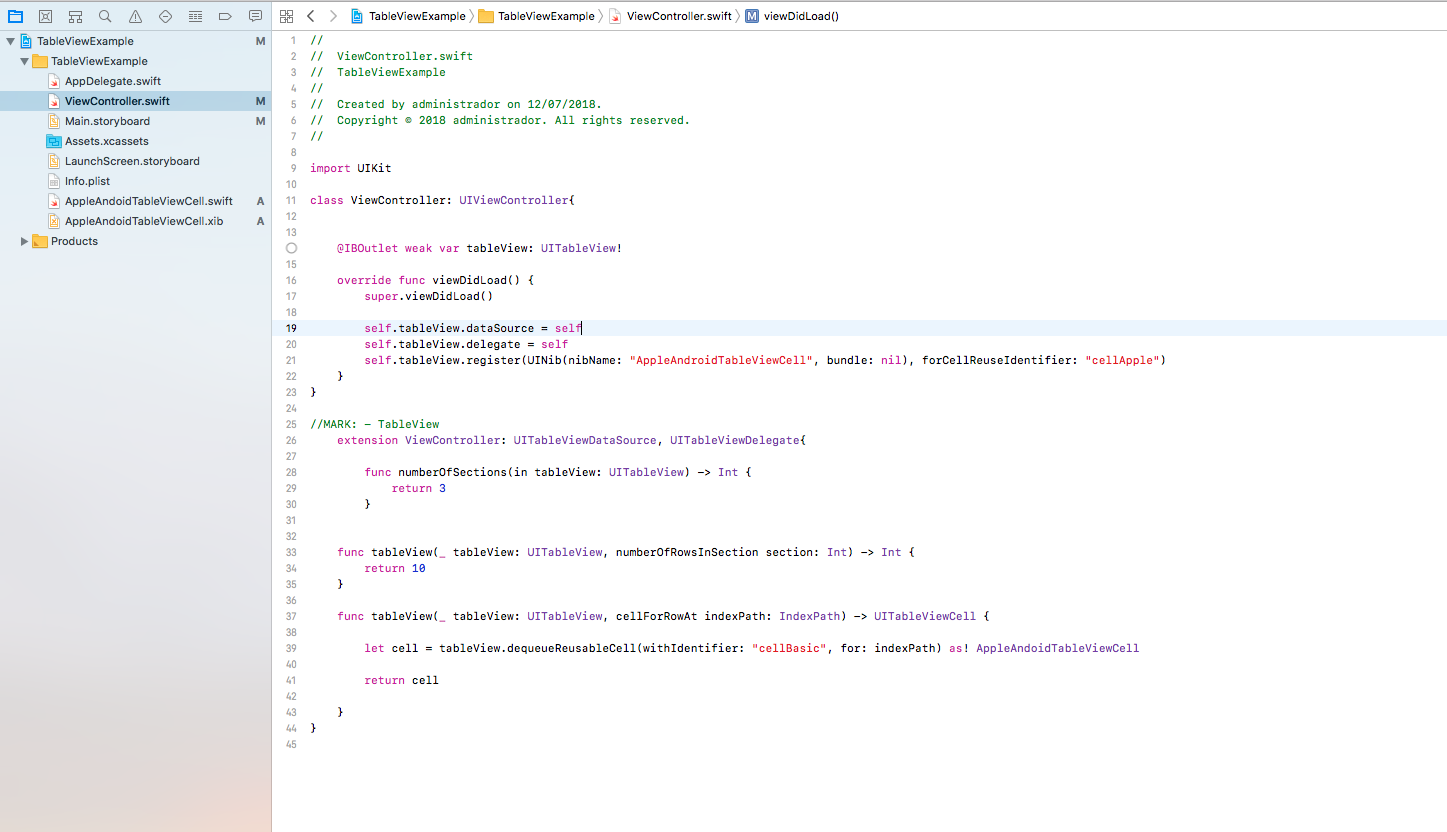 TableViewExample
TableViewExample
ViewController.swift
M
viewDidLoad()
TableViewExample M
TableViewExample
AppDelegate.swift
ViewController.swift M
Main.storyboard M
Assets.xcassets
LaunchScreen.storyboard
Info.plist
AppleAndoidTableViewCell.swift A
AppleAndoidTableViewCell.xib A
Products
1 //
2 //  ViewController.swift
3 //  TableViewExample
4 //
5 //  Created by administrador on 12/07/2018.
6 //  Copyright © 2018 administrador. All rights reserved.
7 //
8
9 import UIKit
10
11 class ViewController: UIViewController{
12
13
@IBOutlet weak var tableView: UITableView!
15
16 override func viewDidLoad() {
17 super.viewDidLoad()
18
19 self.tableView.dataSource = self
20 self.tableView.delegate = self
21 self.tableView.register(UINib(nibName: "AppleAndroidTableViewCell", bundle: nil), forCellReuseIdentifier: "cellApple")
22 }
23 }
24
25 //MARK: - TableView
26 extension ViewController: UITableViewDataSource, UITableViewDelegate{
27
28 func numberOfSections(in tableView: UITableView) -> Int {
29 return 3
30 }
31
32
33 func tableView(_ tableView: UITableView, numberOfRowsInSection section: Int) -> Int {
34 return 10
35 }
36
37 func tableView(_ tableView: UITableView, cellForRowAt indexPath: IndexPath) -> UITableViewCell {
38
39 let cell = tableView.dequeueReusableCell(withIdentifier: "cellBasic", for: indexPath) as! AppleAndoidTableViewCell
40
41 return cell
42
43 }
44 }
45